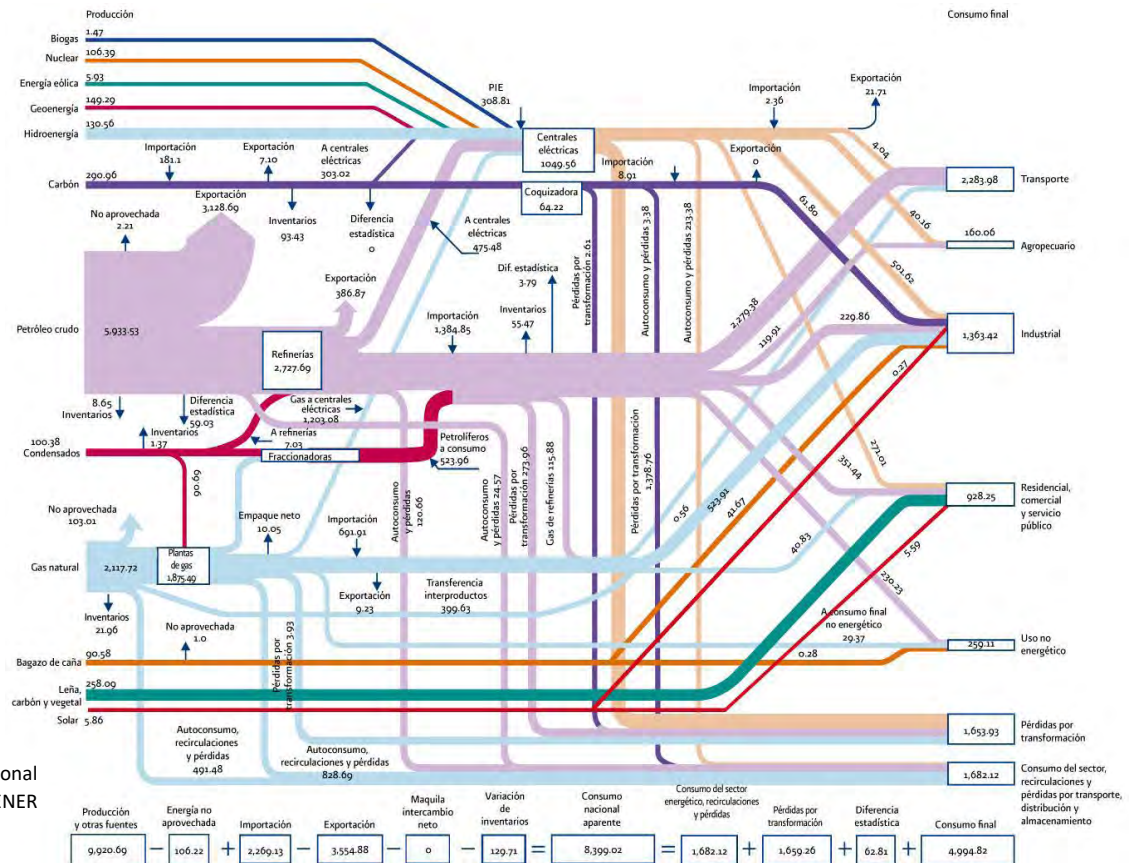 Producción
Consumo final
Biogas
1.47
Nuclear
106.39
Energía eólica
5.93
Geoenergía
149.29
Hidroenergía
130.56
PIE
308.81
Centrales
eléctricas
1049.56
Importación
2.36
Exportación
21.71
4.04
Carbón
290.96
Importación
181.1
Exportación
7.10
A centrales
eléctricas
303.02
Inventarios
93.43
Diferencia
estadística
0
Coquizadora
64.22
Importación
8.91
Exportación
0
2,283.98
Transporte
61.80
40.16
160.06
Agropecuario
No aprovechada
2.21
Exportación
3,128.69
A centrales
eléctricas
475.48
Pérdidas por
transformación 2.61
Autoconsumo y pérdidas 3.38
Autoconsumo y pérdidas 213.38
501.62
Exportación
386.87
Dif. estadística
3.79
Importación
1,384.85
Inventarios
55.47
2,279.38
119.91
229.86
Petróleo crudo
5,933.53
Refinerías
2,727.69
1,363.42
Industrial
0.27
8.65
Inventarios
Diferencia
estadística
59.03
Gas a centrales
eléctricas
1,203.08
Inventarios
1.37
A refinerías
7.03
100.38
Condensados
Fraccionadoras
Petrolíferos
a consumo
523.96
90.69
Autoconsumo
y pérdidas
120.66
Autoconsumo
y pérdidas 24.57
Pérdidas por
transformación 273.96
Gas de refinerías 115.88
Pérdidas por transformación
1,378.76
0.56
523.91
41.67
351.44
271.01
928.25
Residencial,
comercial
y servicio
público
No aprovechada
103.01
Empaque neto
10.05
Importación
691.91
40.83
5.59
230.23
Gas natural
2,117.72
Plantas
de gas
1,875.49
Exportación
9.23
Transferencia
interproductos
399.63
Inventarios
21.96
No aprovechada
1.0
A consumo final
no energético
29.37
259.11
Uso no
energético
Bagazo de caña
90.58
0.28
Pérdidas por
transformación 3.93
Leña,
carbón y vegetal
258.09
Solar 5.86
1,653.93
Pérdidas por
transformación
Autoconsumo,
recirculaciones
y pérdidas
491.48
Autoconsumo,
recirculaciones y pérdidas
828.69
1,682.12
Consumo del sector,
recirculaciones y
pérdidas por transporte,
distribución y
almacenamiento
onal
ENER
Producción
y otras fuentes
9,920.69
−
Energía no
aprovechada
106.22
+
Importación
2,269.13
−
Exportación
3,554.88
−
Maquila
intercambio
neto
0
−
Variación
de
inventarios
129.71
=
Consumo
nacional
aparente
8,399.02
=
Consumo del sector
energético, recirculaciones
y pérdidas
1,682.12
+
Pérdidas por
transformación
1,659.26
+
Diferencia
estadística
62.81
+
Consumo final
4,994.82